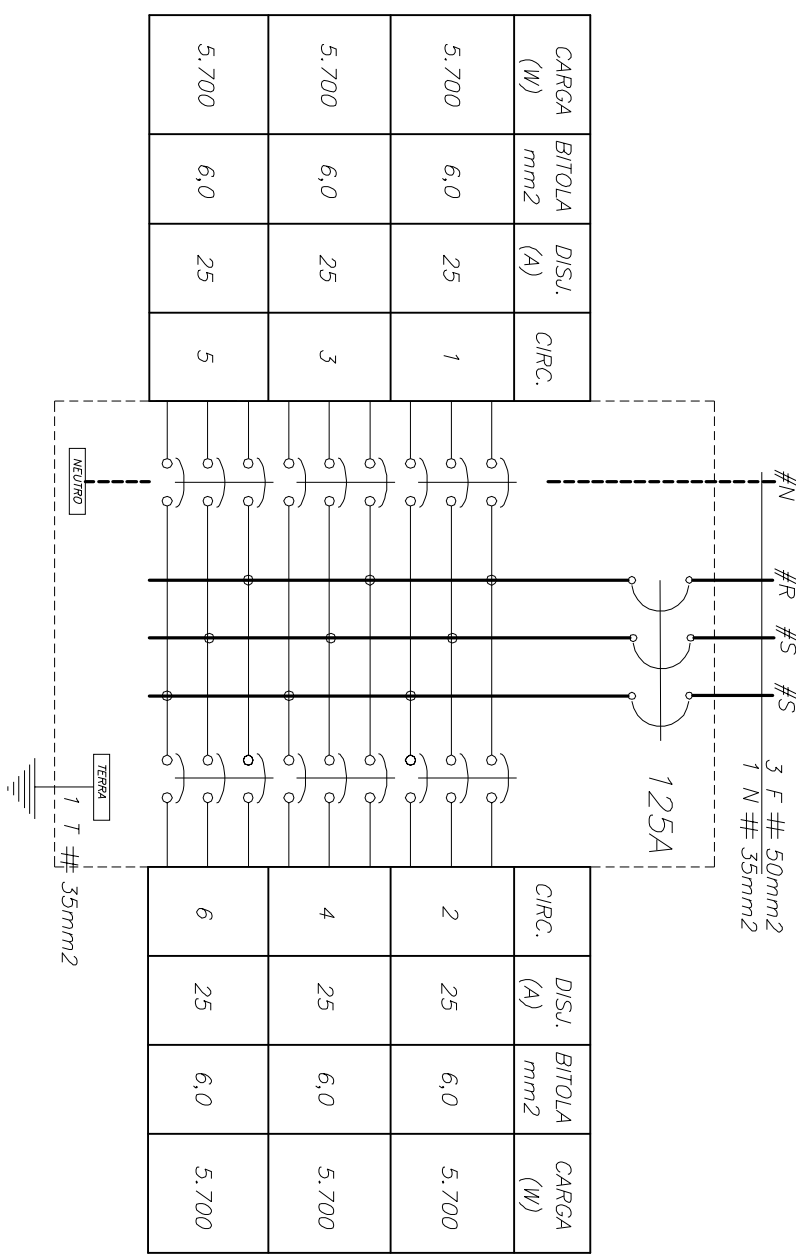 #N
#R
#S
#S
3 F # 50mm2
1 N # 35mm2
125A
CARGA (W) BITOLA mm2 DISJ. (A) CIRC.
5.700 6,0 25 1
5.700 6,0 25 3
5.700 6,0 25 5
CIRC. DISJ. (A) BITOLA mm2 CARGA (W)
2 25 6,0 5.700
4 25 6,0 5.700
6 25 6,0 5.700
NEUTRO
TERRA
1 T # 35mm2